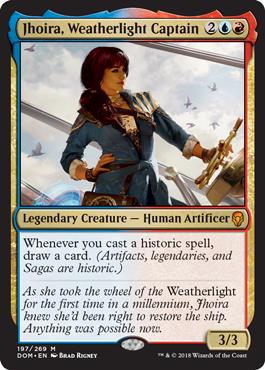 Jhoira, Weatherlight Captain 2
Legendary Creature — Human Artificer
Whenever you cast a historic spell,
draw a card. (Artifacts, legendaries, and
Sagas are historic.)
As she took the wheel of the Weatherlight
for the first time in a millennium, Jhoira
knew she'd been right to restore the ship.
Anything was possible now.
3/3
197/269 M
DOM • EN BRAD RIGNEY
™ & © 2018 Wizards of the Coast